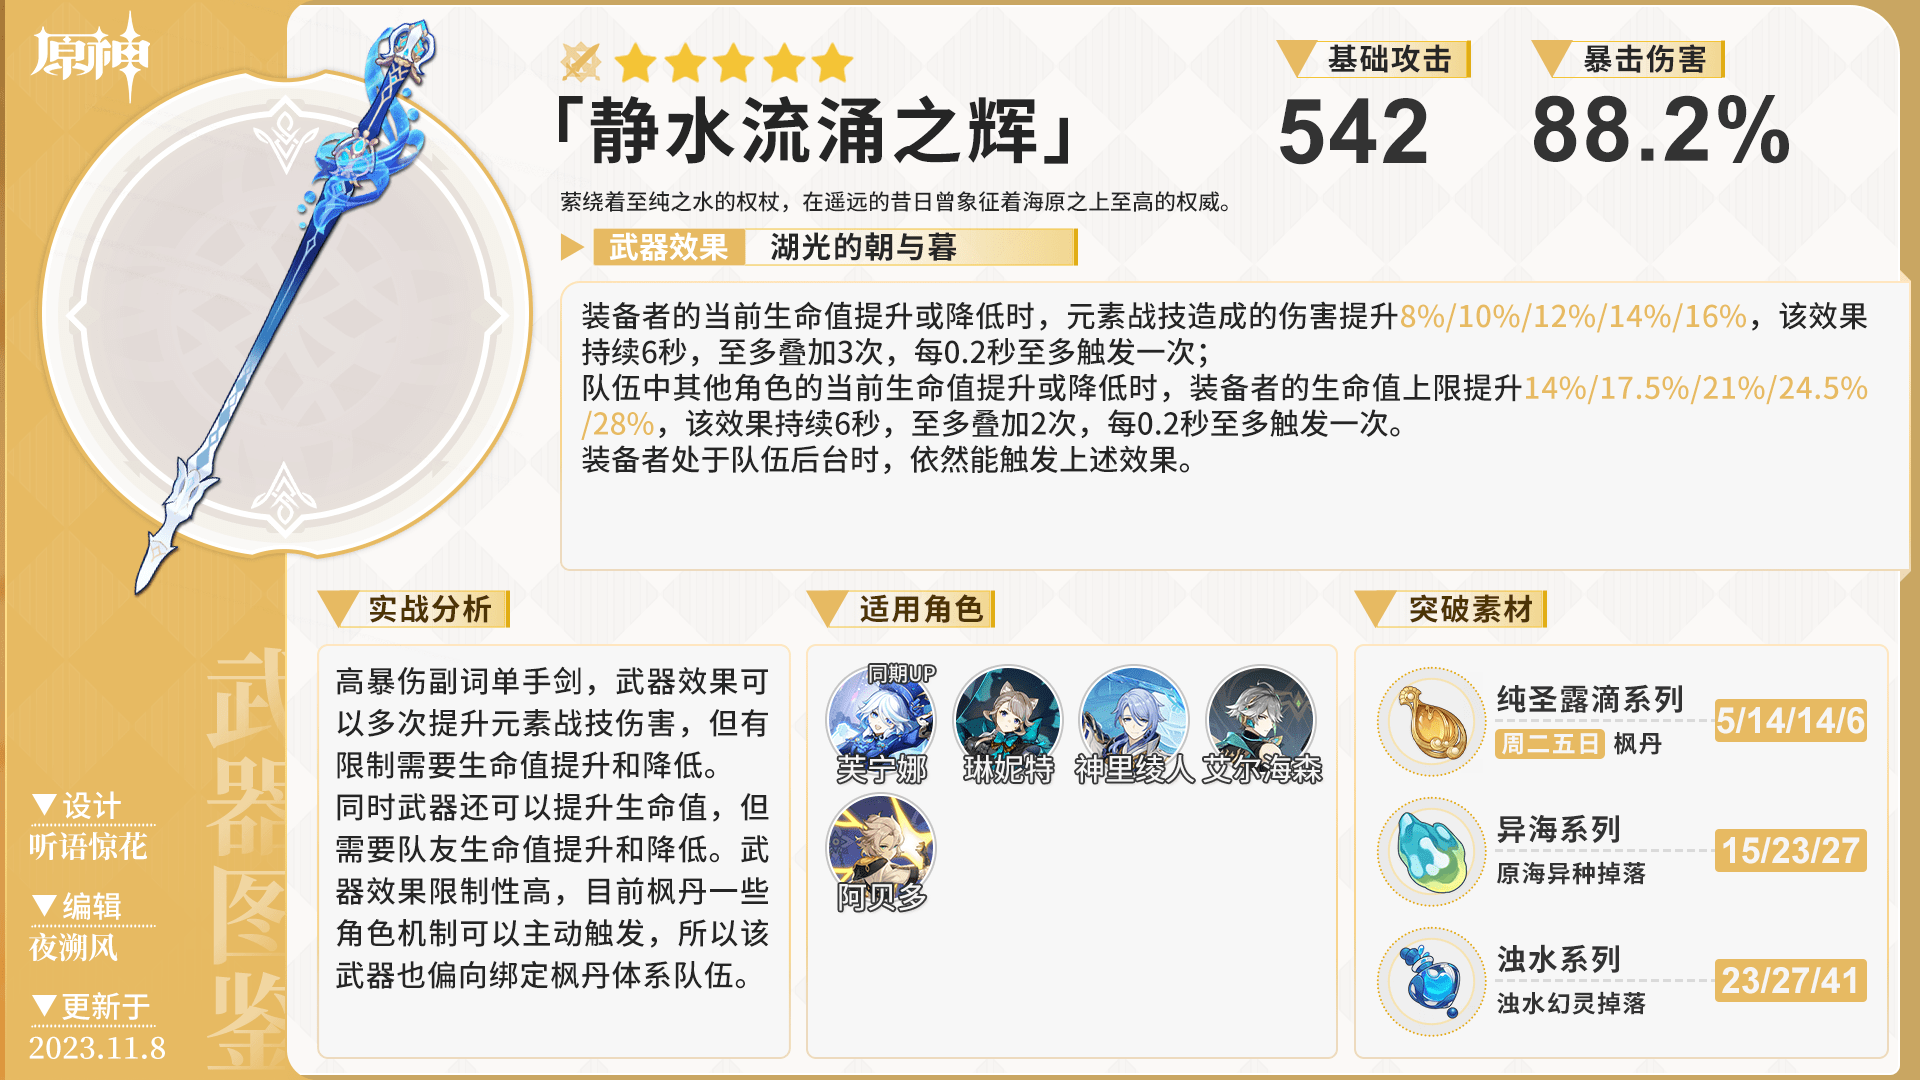 原神
「静水流涌之辉」
基础攻击
542
暴击伤害
88.2%
萦绕着至纯之水的权杖，在遥远的昔日曾象征着海原之上至高的权威。
武器效果 湖光的朝与暮
装备者的当前生命值提升或降低时，元素战技造成的伤害提升8%/10%/12%/14%/16%，该效果
持续6秒，至多叠加3次，每0.2秒至多触发一次；
队伍中其他角色的当前生命值提升或降低时，装备者的生命值上限提升14%/17.5%/21%/24.5%
/28%，该效果持续6秒，至多叠加2次，每0.2秒至多触发一次。
装备者处于队伍后台时，依然能触发上述效果。
实战分析
高暴伤副词单手剑，武器效果可
以多次提升元素战技伤害，但有
限制需要生命值提升和降低。
同时武器还可以提升生命值，但
需要队友生命值提升和降低。武
器效果限制性高，目前枫丹一些
角色机制可以主动触发，所以该
武器也偏向绑定枫丹体系队伍。
适用角色
同期UP
芙宁娜
琳妮特
神里绫人
艾尔海森
阿贝多
突破素材
纯圣露滴系列
周二五日 枫丹
5/14/14/6
异海系列
原海异种掉落
15/23/27
浊水系列
浊水幻灵掉落
23/27/41
武器图鉴
▼设计
听语惊花
▼编辑
夜溯风
▼更新于
2023.11.8